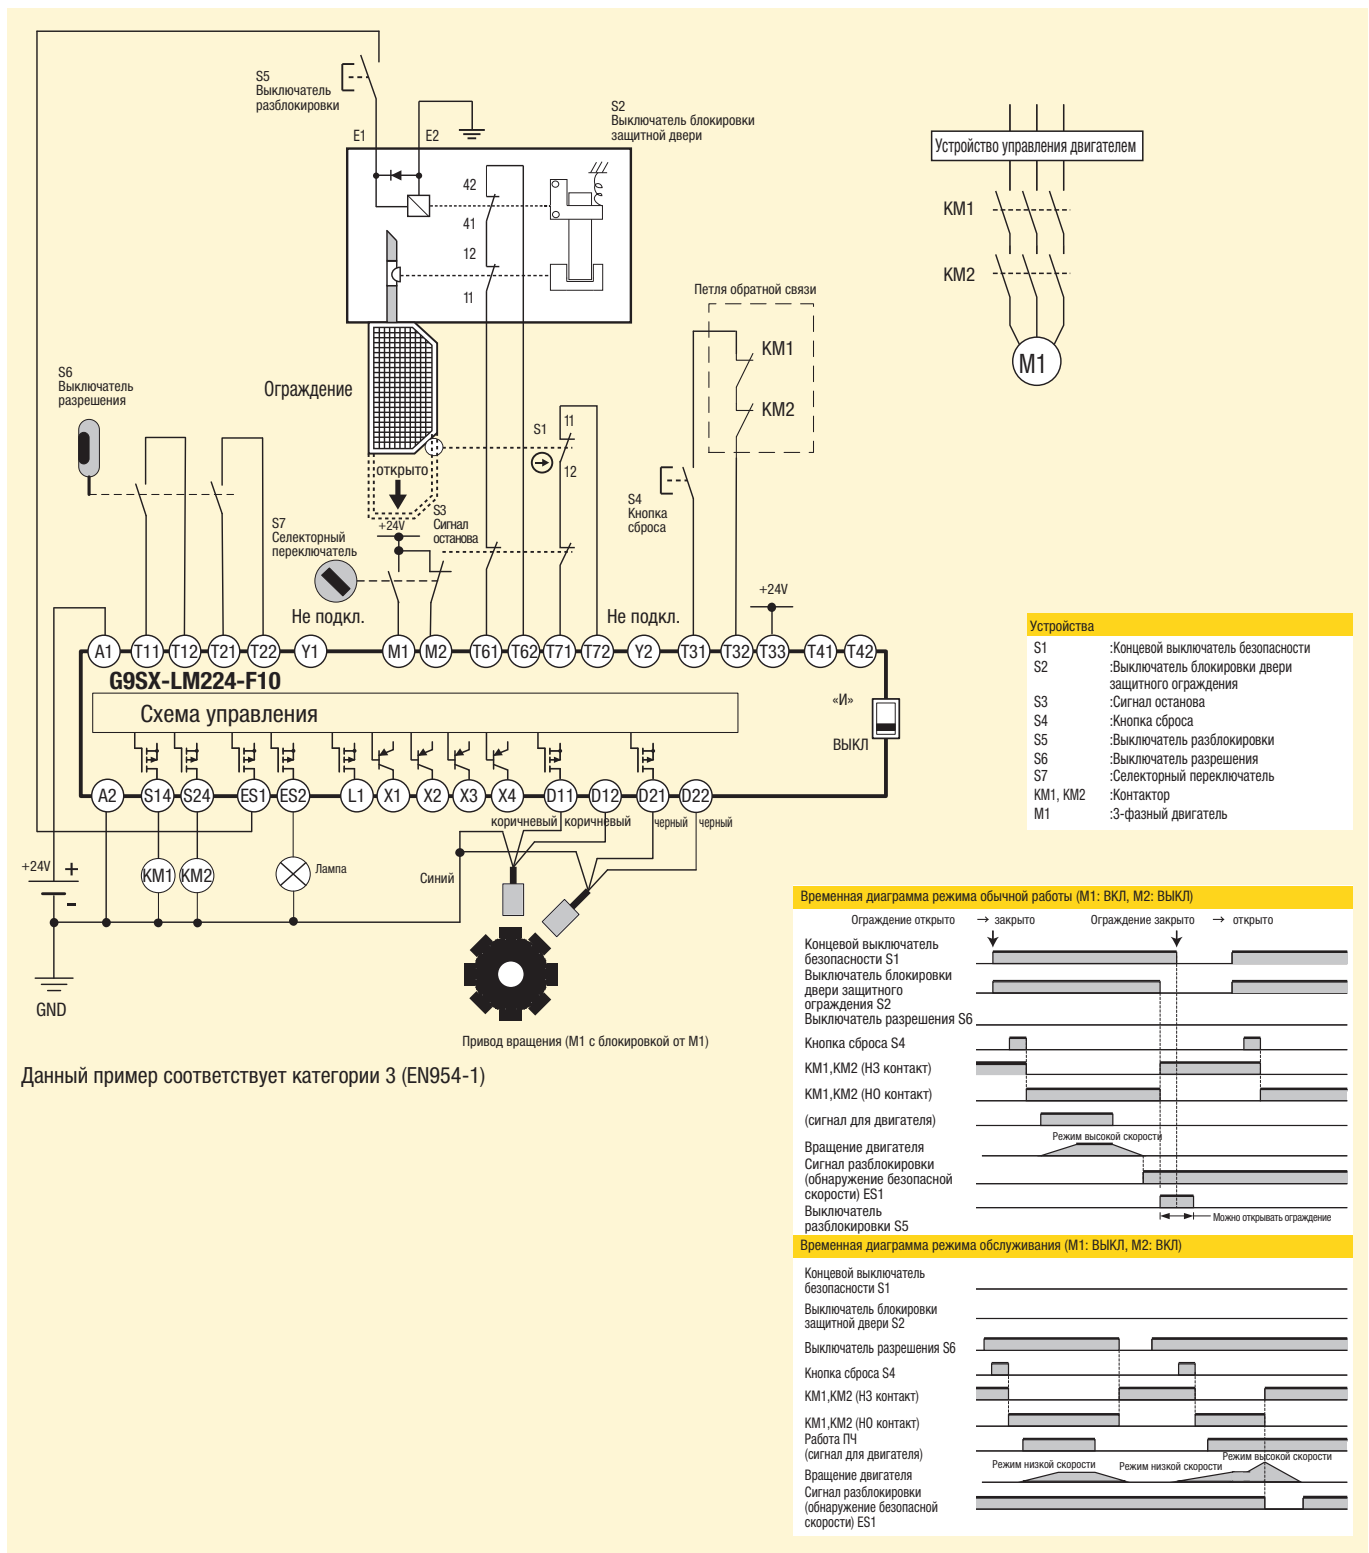 S5
Выключатель
разблокировки
S2
Выключатель блокировки
защитной двери
E1
E2
42
41
12
11
Устройство управления двигателем
KM1
KM2
M1
Петля обратной связи
KM1
KM2
S6
Выключатель
разрешения
Ограждение
S1
11
12
открыто
S4
Кнопка
сброса
S7
Селекторный
переключатель
+24V
S3
Сигнал
останова
Не подкл.
Не подкл.
+24V
A1
T11
T12
T21
T22
Y1
M1
M2
T61
T62
T71
T72
Y2
T31
T32
T33
T41
T42
G9SX-LM224-F10
Схема управления
«И»
ВЫКЛ
A2
S14
S24
ES1
ES2
L1
X1
X2
X3
X4
D11
D12
D21
D22
коричневый
коричневый
черный
черный
+24V
+
-
KM1
KM2
Лампа
Синий
GND
Привод вращения (M1 с блокировкой от M1)
Данный пример соответствует категории 3 (EN954-1)
Устройства
S1 :Концевой выключатель безопасности
S2 :Выключатель блокировки двери
защитного ограждения
S3 :Сигнал останова
S4 :Кнопка сброса
S5 :Выключатель разблокировки
S6 :Выключатель разрешения
S7 :Селекторный переключатель
KM1, KM2 :Контактор
M1 :3-фазный двигатель
Временная диаграмма режима обычной работы (M1: ВКЛ, M2: ВЫКЛ)
Ограждение открыто → закрыто
Ограждение закрыто → открыто
Концевой выключатель
безопасности S1
Выключатель блокировки
двери защитного
ограждения S2
Выключатель разрешения S6
Кнопка сброса S4
KM1,KM2 (НЗ контакт)
KM1,KM2 (НО контакт)
(сигнал для двигателя)
Режим высокой скорости
Вращение двигателя
Сигнал разблокировки
(обнаружение безопасной
скорости) ES1
Выключатель
разблокировки S5
Можно открывать ограждение
Временная диаграмма режима обслуживания (M1: ВЫКЛ, M2: ВКЛ)
Концевой выключатель
безопасности S1
Выключатель блокировки
защитной двери S2
Выключатель разрешения S6
Кнопка сброса S4
KM1,KM2 (НЗ контакт)
KM1,KM2 (НО контакт)
Работа ПЧ
(сигнал для двигателя)
Режим низкой скорости
Режим низкой скорости
Режим высокой скорости
Вращение двигателя
Сигнал разблокировки
(обнаружение безопасной
скорости) ES1